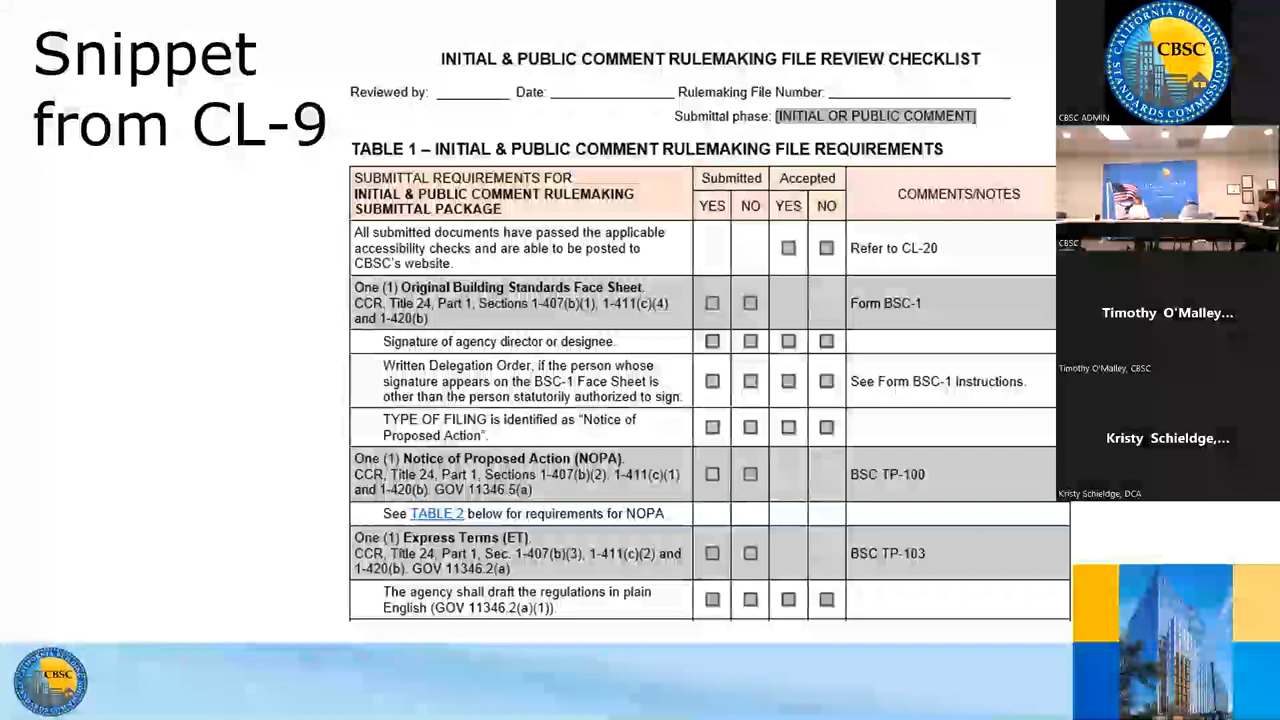 Snippet
from CL-9
INITIAL & PUBLIC COMMENT RULEMAKING FILE REVIEW CHECKLIST
Reviewed by: ________ Date: ______________ Rulemaking File Number: ____________________
Submittal phase: [INITIAL OR PUBLIC COMMENT]
TABLE 1 – INITIAL & PUBLIC COMMENT RULEMAKING FILE REQUIREMENTS
SUBMITTAL REQUIREMENTS FOR
INITIAL & PUBLIC COMMENT RULEMAKING
SUBMITTAL PACKAGE
Submitted
Accepted
YES NO YES NO
COMMENTS/NOTES
All submitted documents have passed the applicable
accessibility checks and are able to be posted to
CBSC's website.
Refer to CL-20
One (1) Original Building Standards Face Sheet.
CCR, Title 24, Part 1, Sections 1-407(b)(1), 1-411(c)(4)
and 1-420(b)
Form BSC-1
Signature of agency director or designee.
Written Delegation Order, if the person whose
signature appears on the BSC-1 Face Sheet is
other than the person statutorily authorized to sign.
See Form BSC-1 Instructions.
TYPE OF FILING is identified as “Notice of
Proposed Action”.
One (1) Notice of Proposed Action (NOPA).
CCR, Title 24, Part 1, Sections 1-407(b)(2), 1-411(c)(1)
and 1-420(b). GOV 11346.5(a)
BSC TP-100
See TABLE 2 below for requirements for NOPA
One (1) Express Terms (ET).
CCR, Title 24, Part 1, Sec. 1-407(b)(3), 1-411(c)(2) and
1-420(b). GOV 11346.2(a)
BSC TP-103
The agency shall draft the regulations in plain
English (GOV 11346.2(a)(1)).
CALIFORNIA BUILDING
STANDARDS COMMISSION
CBSC
CBSC ADMIN
CBSC
Timothy O'Malley...
Timothy O'Malley, CBSC
Kristy Schieldge,...
Kristy Schieldge, DCA
CBSC